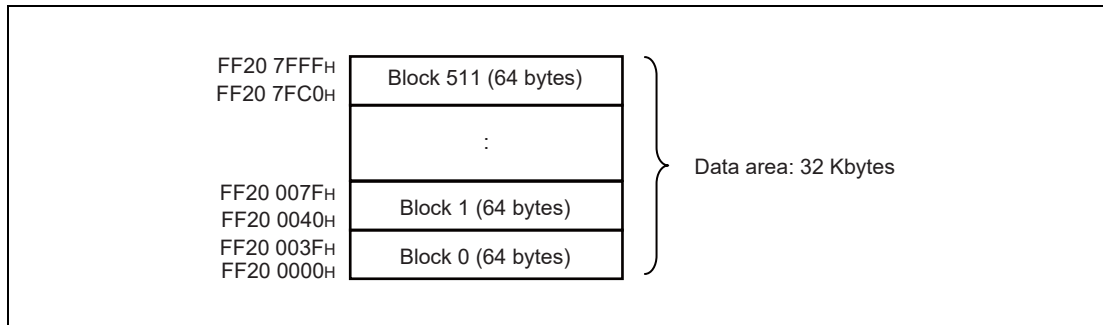 FF20 7FFFH
FF20 7FC0H
Block 511 (64 bytes)
:
Data area: 32 Kbytes
FF20 007FH
FF20 0040H
Block 1 (64 bytes)
FF20 003FH
FF20 0000H
Block 0 (64 bytes)